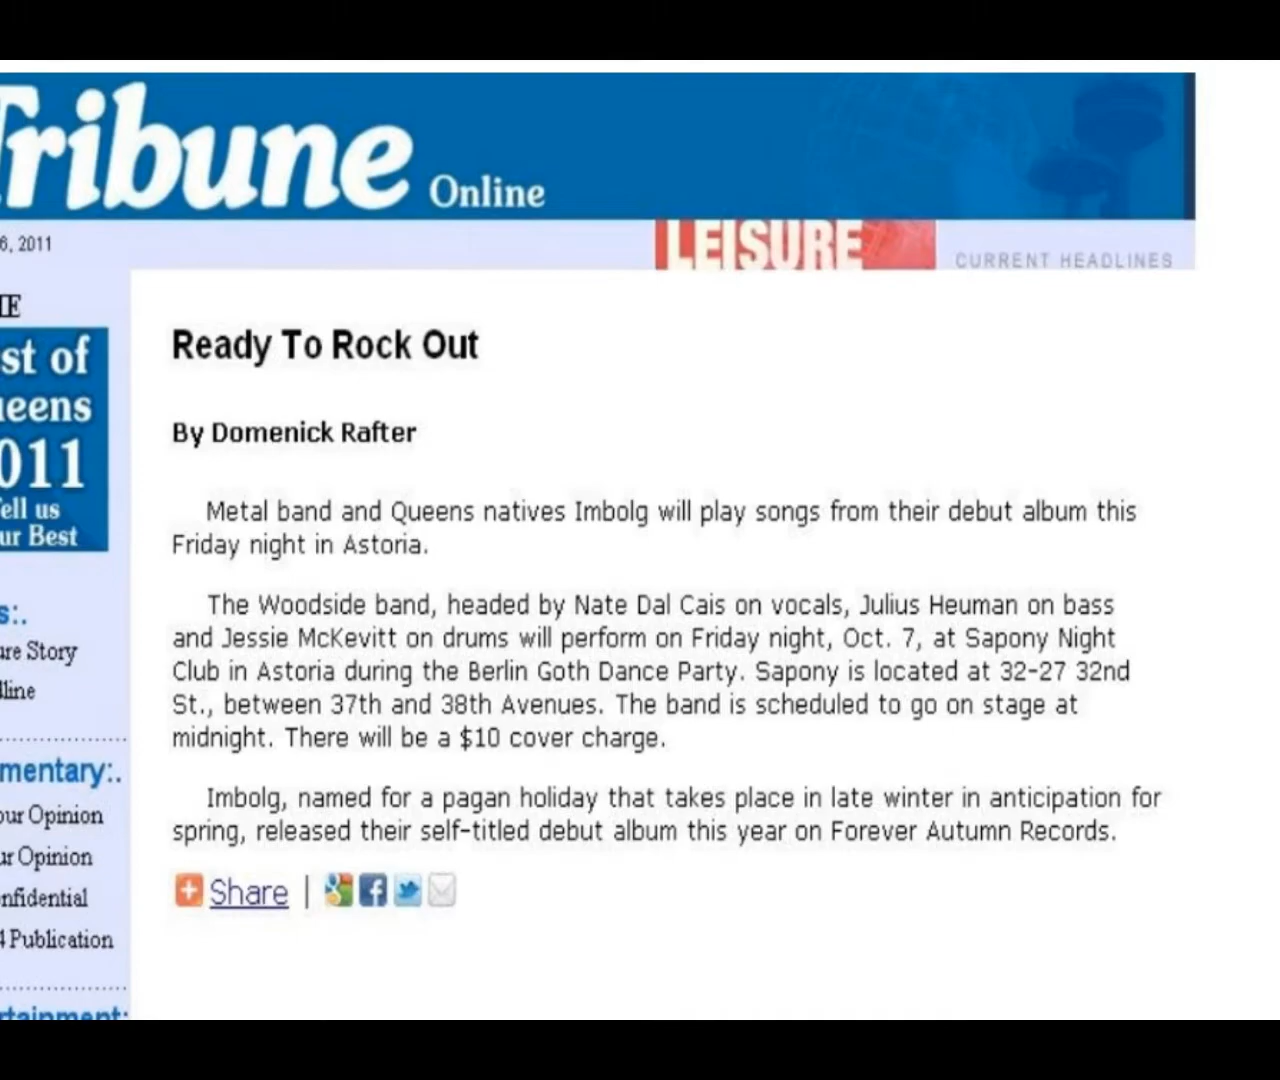 Tribune Online
6, 2011
LEISURE
CURRENT HEADLINES
IE
st of
eens
011
ell us
ur Best
s:.
re Story
lline
mentary:.
our Opinion
ur Opinion
nfidential
4 Publication
rtainment:
Ready To Rock Out
By Domenick Rafter
Metal band and Queens natives Imbolg will play songs from their debut album this
Friday night in Astoria.
The Woodside band, headed by Nate Dal Cais on vocals, Julius Heuman on bass
and Jessie McKevitt on drums will perform on Friday night, Oct. 7, at Sapony Night
Club in Astoria during the Berlin Goth Dance Party. Sapony is located at 32-27 32nd
St., between 37th and 38th Avenues. The band is scheduled to go on stage at
midnight. There will be a $10 cover charge.
Imbolg, named for a pagan holiday that takes place in late winter in anticipation for
spring, released their self-titled debut album this year on Forever Autumn Records.
Share |